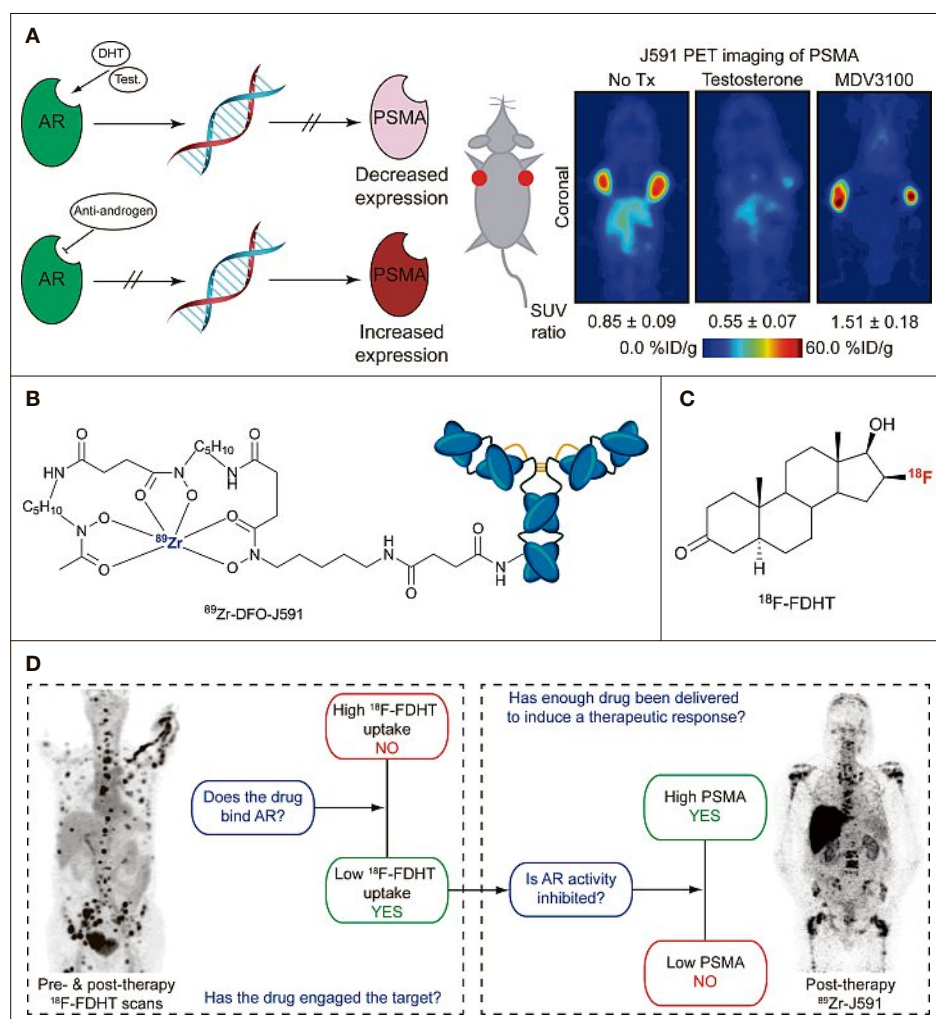 A
DHT
Test.
AR
PSMA
Decreased
expression
Anti-androgen
AR
PSMA
Increased
expression
J591 PET imaging of PSMA
No Tx
Testosterone
MDV3100
Coronal
SUV
ratio
0.85 ± 0.09
0.55 ± 0.07
1.51 ± 0.18
0.0 %ID/g
60.0 %ID/g
B
O
C₅H₁₀
O
HN
N
NH
O
O
C₅H₁₀
N
O
O
⁸⁹Zr
O
N
O
O
H
N
O
O
N
H
⁸⁹Zr-DFO-J591
C
OH
¹⁸F
O
H
¹⁸F-FDHT
D
Pre- & post-therapy
¹⁸F-FDHT scans
Does the drug
bind AR?
High ¹⁸F-FDHT
uptake
NO
Low ¹⁸F-FDHT
uptake
YES
Has the drug engaged the target?
Has enough drug been delivered
to induce a therapeutic response?
Is AR activity
inhibited?
High PSMA
YES
Low PSMA
NO
Post-therapy
⁸⁹Zr-J591